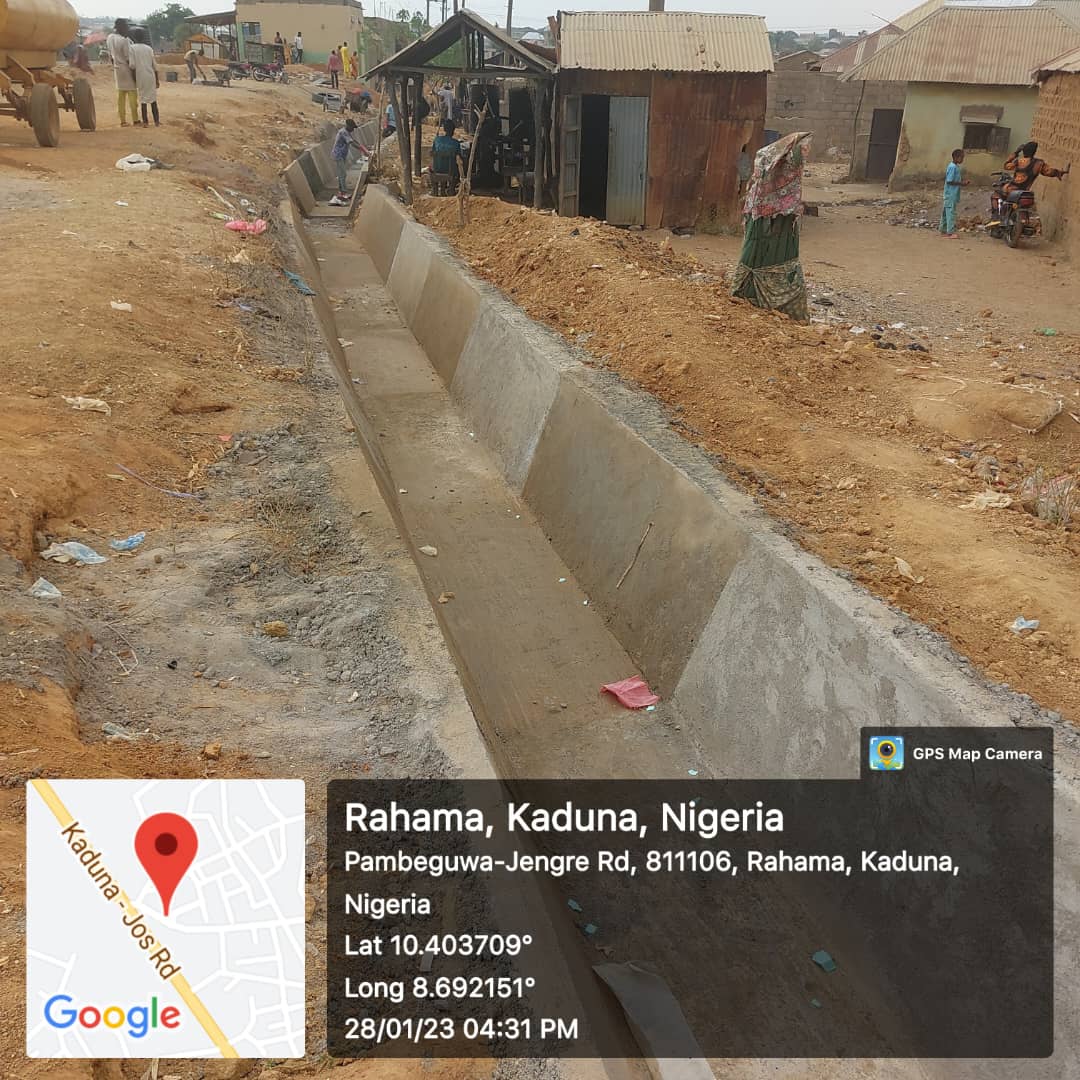 GPS Map Camera
Rahama, Kaduna, Nigeria
Pambeguwa-Jengre Rd, 811106, Rahama, Kaduna,
Nigeria
Lat 10.403709°
Long 8.692151°
28/01/23 04:31 PM
Kaduna - Jos Rd
Google